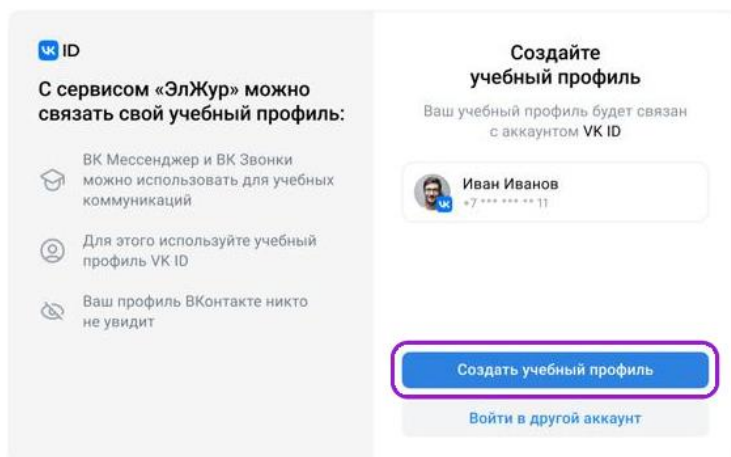 VK ID
С сервисом «ЭлЖур» можно
связать свой учебный профиль:
ВК Мессенджер и ВК Звонки
можно использовать для учебных
коммуникаций
Для этого используйте учебный
профиль VK ID
Ваш профиль ВКонтакте никто
не увидит
Создайте
учебный профиль
Ваш учебный профиль будет связан
с аккаунтом VK ID
Иван Иванов
+7 *** *** ** 11
Создать учебный профиль
Войти в другой аккаунт